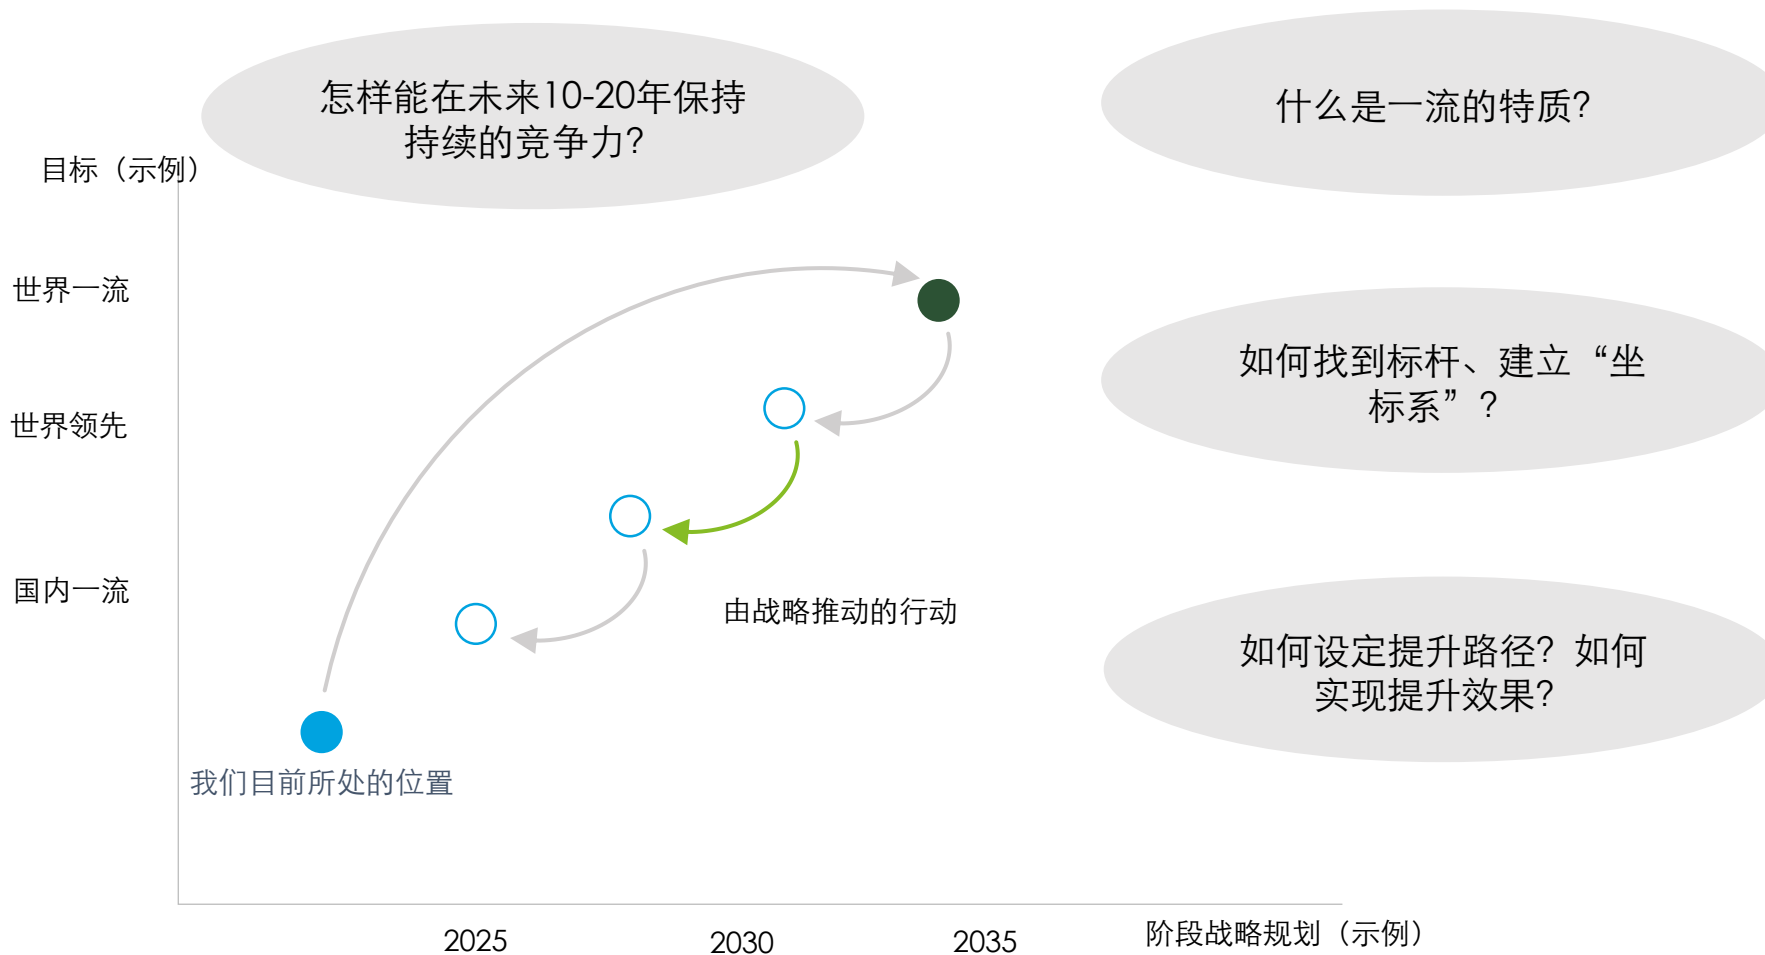 怎样能在未来10-20年保持
持续的竞争力?
什么是一流的特质?
目标（示例）
世界一流
如何找到标杆、建立“坐
标系”?
世界领先
国内一流
由战略推动的行动
如何设定提升路径? 如何
实现提升效果?
我们目前所处的位置
2025
2030
2035
阶段战略规划（示例）